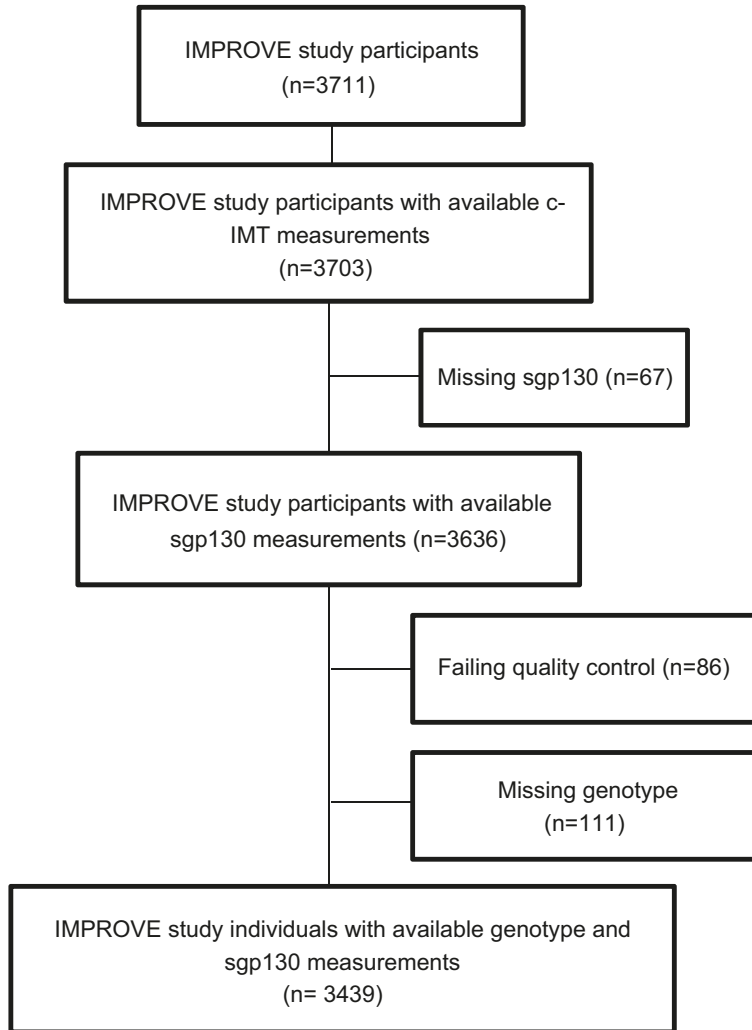 IMPROVE study participants
(n=3711)
IMPROVE study participants with available c-
IMT measurements
(n=3703)
Missing sgp130 (n=67)
IMPROVE study participants with available
sgp130 measurements (n=3636)
Failing quality control (n=86)
Missing genotype
(n=111)
IMPROVE study individuals with available genotype and
sgp130 measurements
(n= 3439)